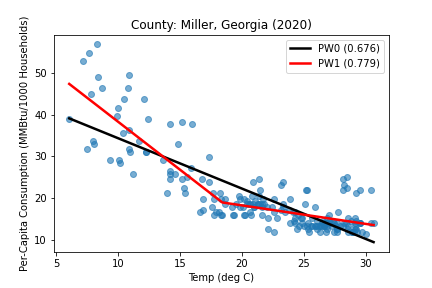 County: Miller, Georgia (2020)
PW0 (0.676)
PW1 (0.779)
Per-Capita Consumption (MMBtu/1000 Households)
50
40
30
20
10
5
10
15
20
25
30
Temp (deg C)